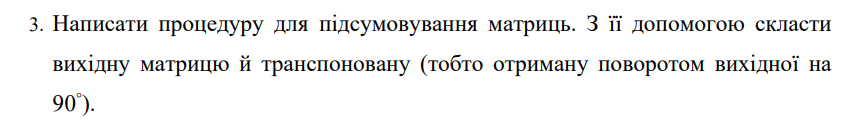 3. Написати процедуру для підсумовування матриць. З її допомогою скласти
вихідну матрицю й транспоновану (тобто отриману поворотом вихідної на
90°).